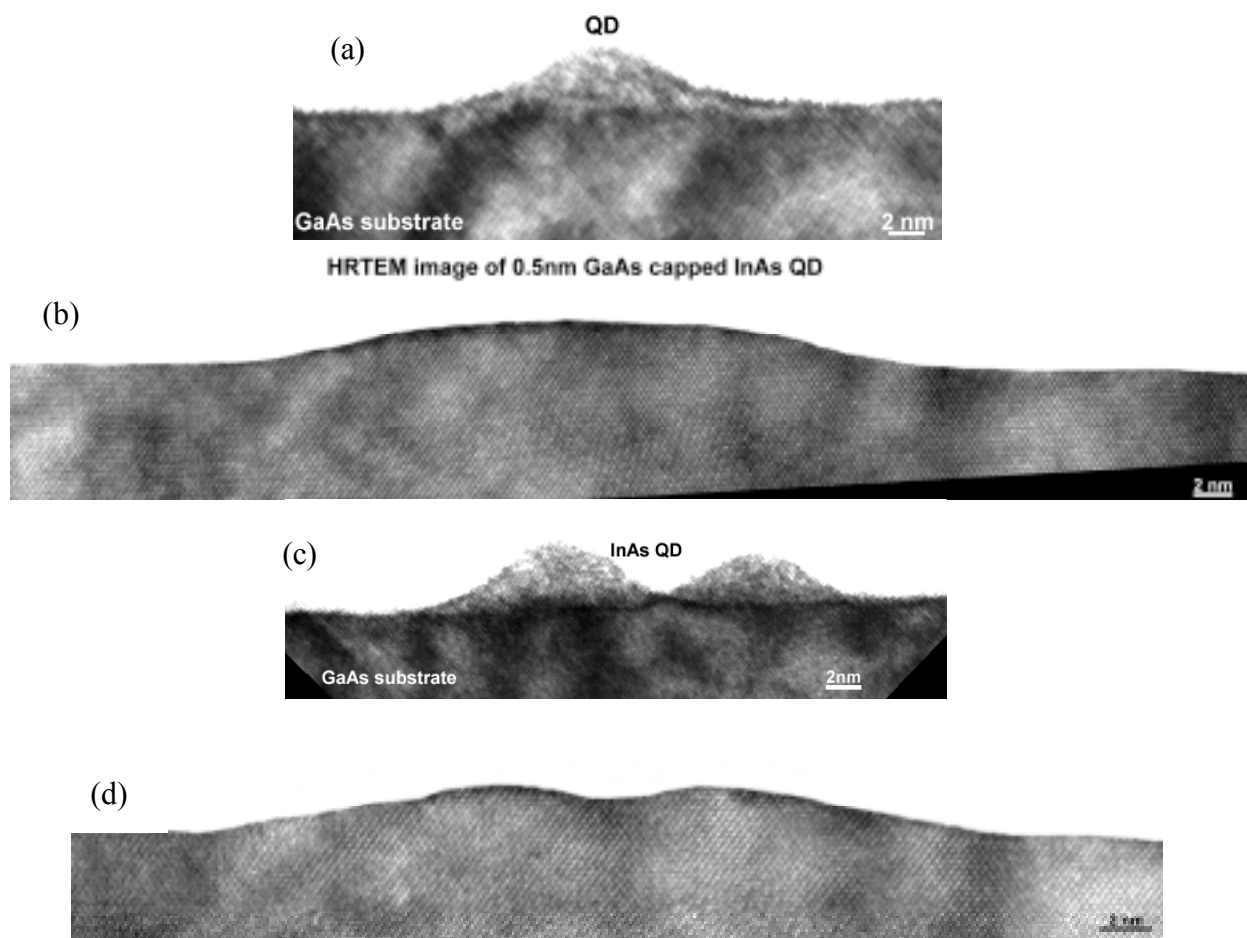 QD
(a)
GaAs substrate
2 nm
HRTEM image of 0.5nm GaAs capped InAs QD
(b)
2 nm
(c)
InAs QD
GaAs substrate
2nm
(d)